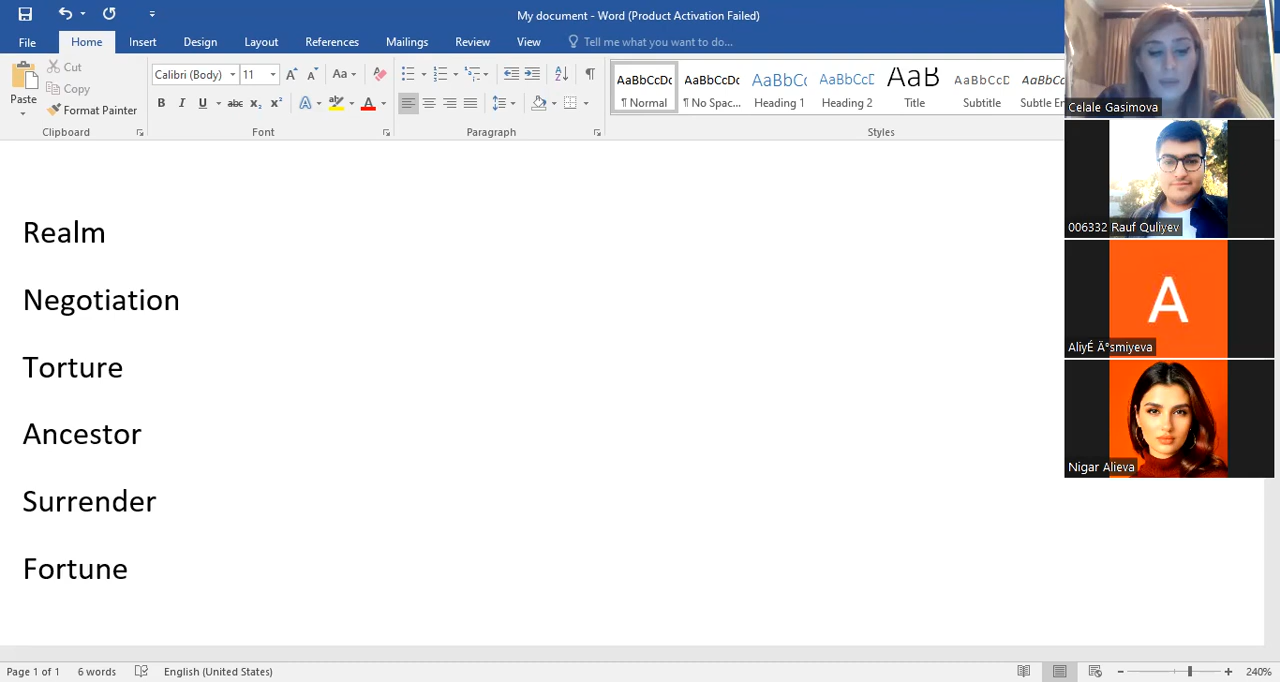 My document - Word (Product Activation Failed)
File Home Insert Design Layout References Mailings Review View Tell me what you want to do...
Paste
Cut
Copy
Format Painter
Clipboard
Calibri (Body) 11
Font
Paragraph
AaBbCcDc AaBbCcDc AaBbCc AaBbCcD AaB AaBbCcD AaBbCc
¶ Normal ¶ No Spac... Heading 1 Heading 2 Title Subtitle Subtle En
Styles
Realm
Negotiation
Torture
Ancestor
Surrender
Fortune
Celale Gasimova
006332 Rauf Quliyev
A
AliyÉ Ä°smiyeva
Nigar Alieva
Page 1 of 1 6 words English (United States) 240%